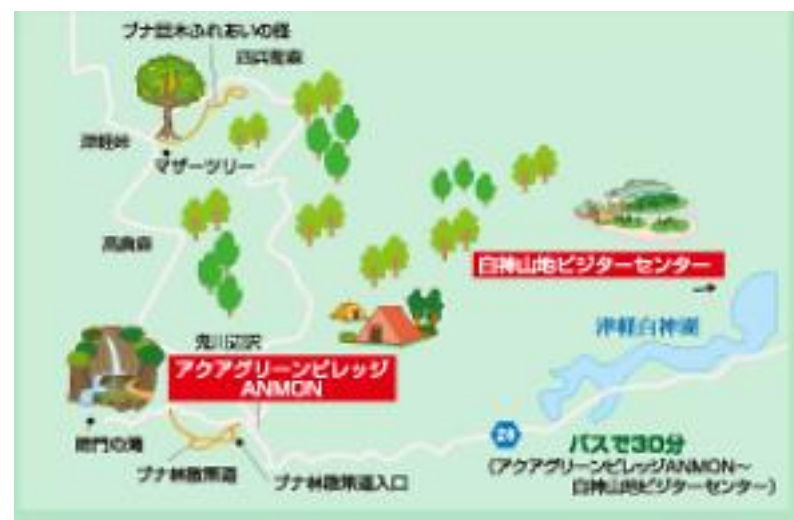 ブナ巨木ふれあいの径
四兵衛森
津軽峠
マザーツリー
高倉森
白神山地ビジターセンター
津軽白神湖
鬼川辺沢
アクアグリーンビレッジ
ANMON
暗門の滝
ブナ林散策道
ブナ林散策道入口
28
バスで30分
(アクアグリーンビレッジANMON～
白神山地ビジターセンター)